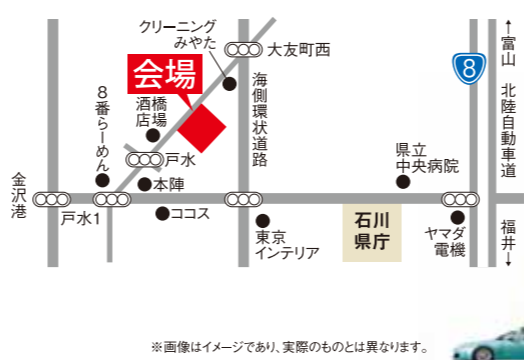 クリーニング
みやた
大友町西
会場
酒橋
店場
8番らーめん
戸水
海側環状道路
8
↑富山 北陸自動車道 福井↓
県立
中央病院
金沢港
戸水1
本陣
ココス
東京
インテリア
石川
県庁
ヤマダ
電機
※画像はイメージであり、実際のものとは異なります。